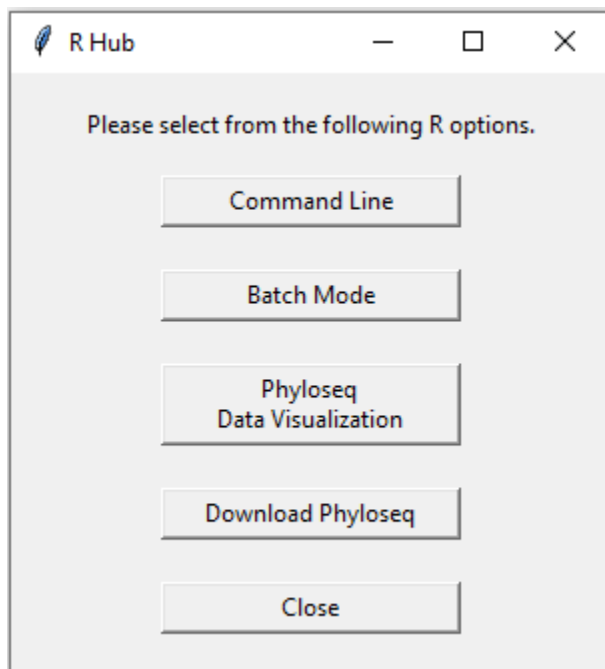 R Hub
Please select from the following R options.
Command Line
Batch Mode
Phyloseq
Data Visualization
Download Phyloseq
Close